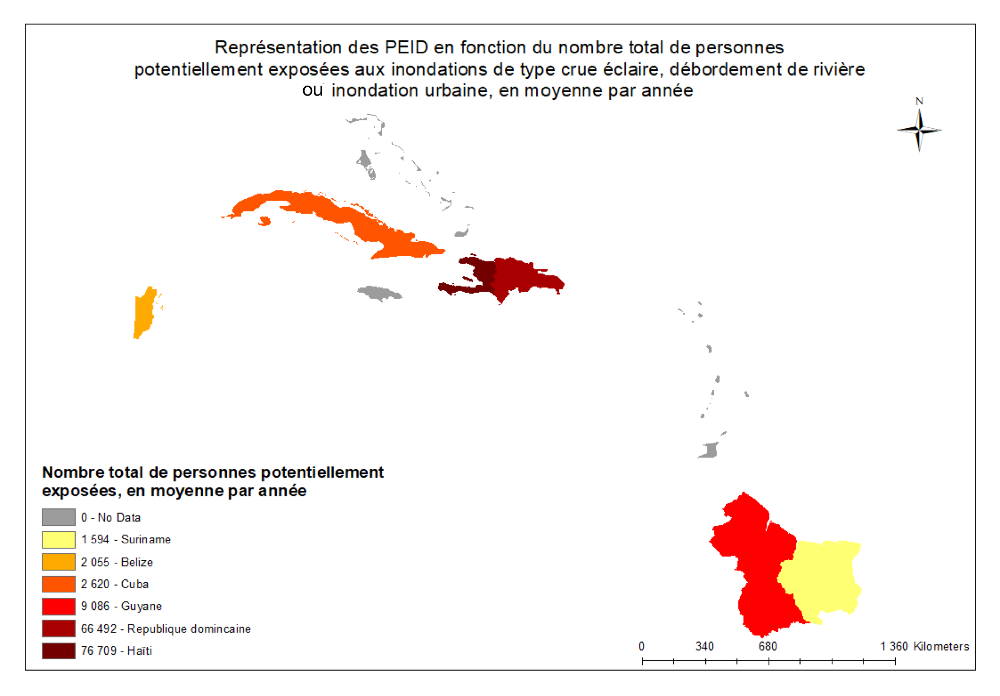 Représentation des PEID en fonction du nombre total de personnes
potentiellement exposées aux inondations de type crue éclaire, débordement de rivière
ou inondation urbaine, en moyenne par année
N
Nombre total de personnes potentiellement
exposées, en moyenne par année
0 - No Data
1 594 - Suriname
2 055 - Belize
2 620 - Cuba
9 086 - Guyane
66 492 - Republique domincaine
76 709 - Haïti
0 340 680 1 360 Kilometers